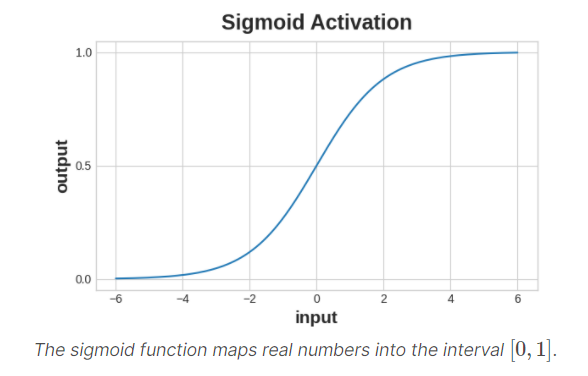 Sigmoid Activation
1.0
0.5
0.0
output
−6 −4 −2 0 2 4 6
input
The sigmoid function maps real numbers into the interval [0, 1].